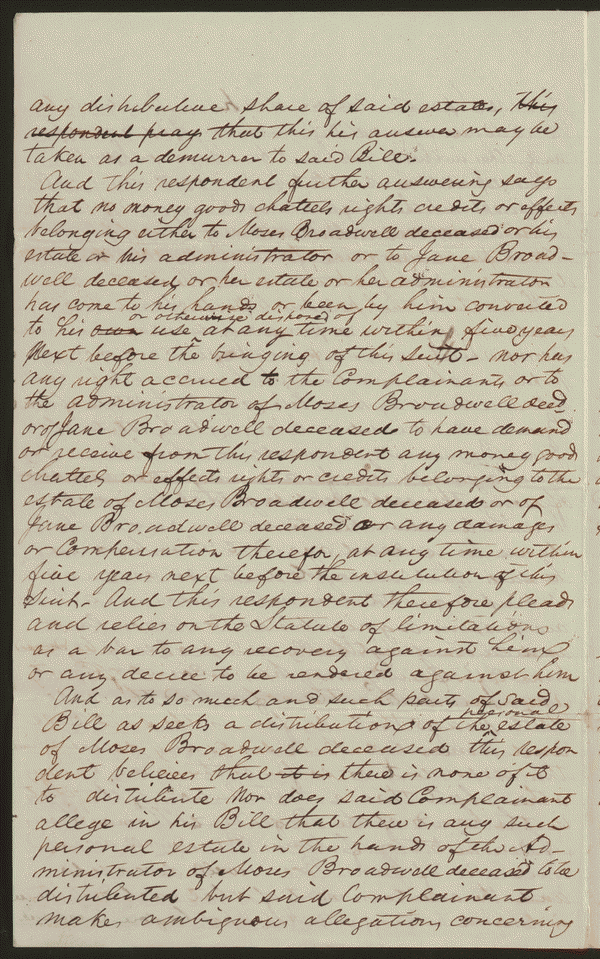 any distributive share of said estate, this
respondent prays that this his answer may be
taken as a demurrer to said Bill.
And this respondent further answering says
that no money goods chattels rights credits or effects
belonging either to Moses Broadwell deceased or his
estate or his administrator or to Jane Broad-
well deceased or her estate or her administrator
has come to his hands or been by him converted
or otherwise disposed of
to his own use at any time within five years
next before the bringing of this suit - nor has
any right accrued to the Complainants or to
the administrator of Moses Broadwell deed
or of Jane Broadwell deceased to have demand
or receive from this respondent any money goods
chattels or effects rights or credits belonging to the
estate of Moses Broadwell deceased or of
Jane Broadwell deceased or any damages
or Compensation therefor, at any time within
five years next before the institution of this
Suit - And this respondent therefore pleads
and relies on the Statute of limitations
as a bar to any recovery against him
or any decree to be rendered against him
And as to so much and such parts of said
personal
Bill as seeks a distribution of the estate
of Moses Broadwell deceased this respon
dent believes that it is there is none of it
to distribute Nor does said Complainant
allege in his Bill that there is any such
personal estate in the hands of the Ad-
ministrator of Moses Broadwell deceased to be
distributed but said Complainant
makes ambiguous allegations concerning